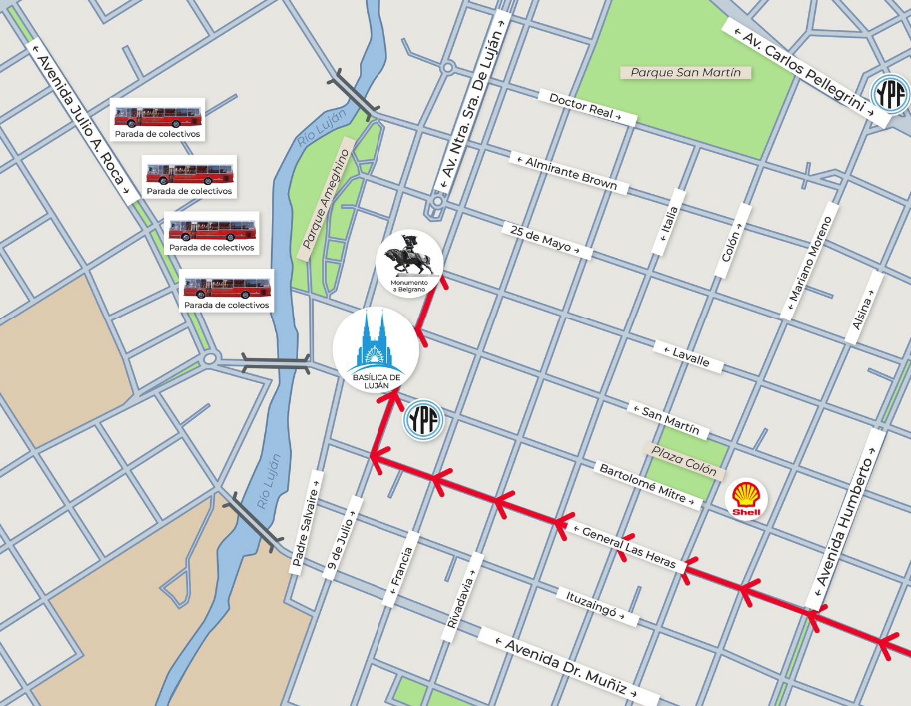 ← Avenida Julio A. Roca →
Parada de colectivos
Parada de colectivos
Parada de colectivos
Parada de colectivos
Río Luján
Parque Ameghino
← Av. Ntra. Sra. De Luján →
Parque San Martín
← Av. Carlos Pellegrini →
YPF
Doctor Real →
← Almirante Brown
25 de Mayo →
← Italia
Colón →
← Mariano Moreno
Alsina →
Monumento
a Belgrano
BASÍLICA DE
LUJÁN
YPF
← Lavalle
← San Martín
Plaza Colón
Bartolomé Mitre →
Shell
← Avenida Humberto →
Río Luján
Padre Salvaire →
9 de Julio →
← Francia
Rivadavia →
← General Las Heras
Ituzaingó →
← Avenida Dr. Muñiz →